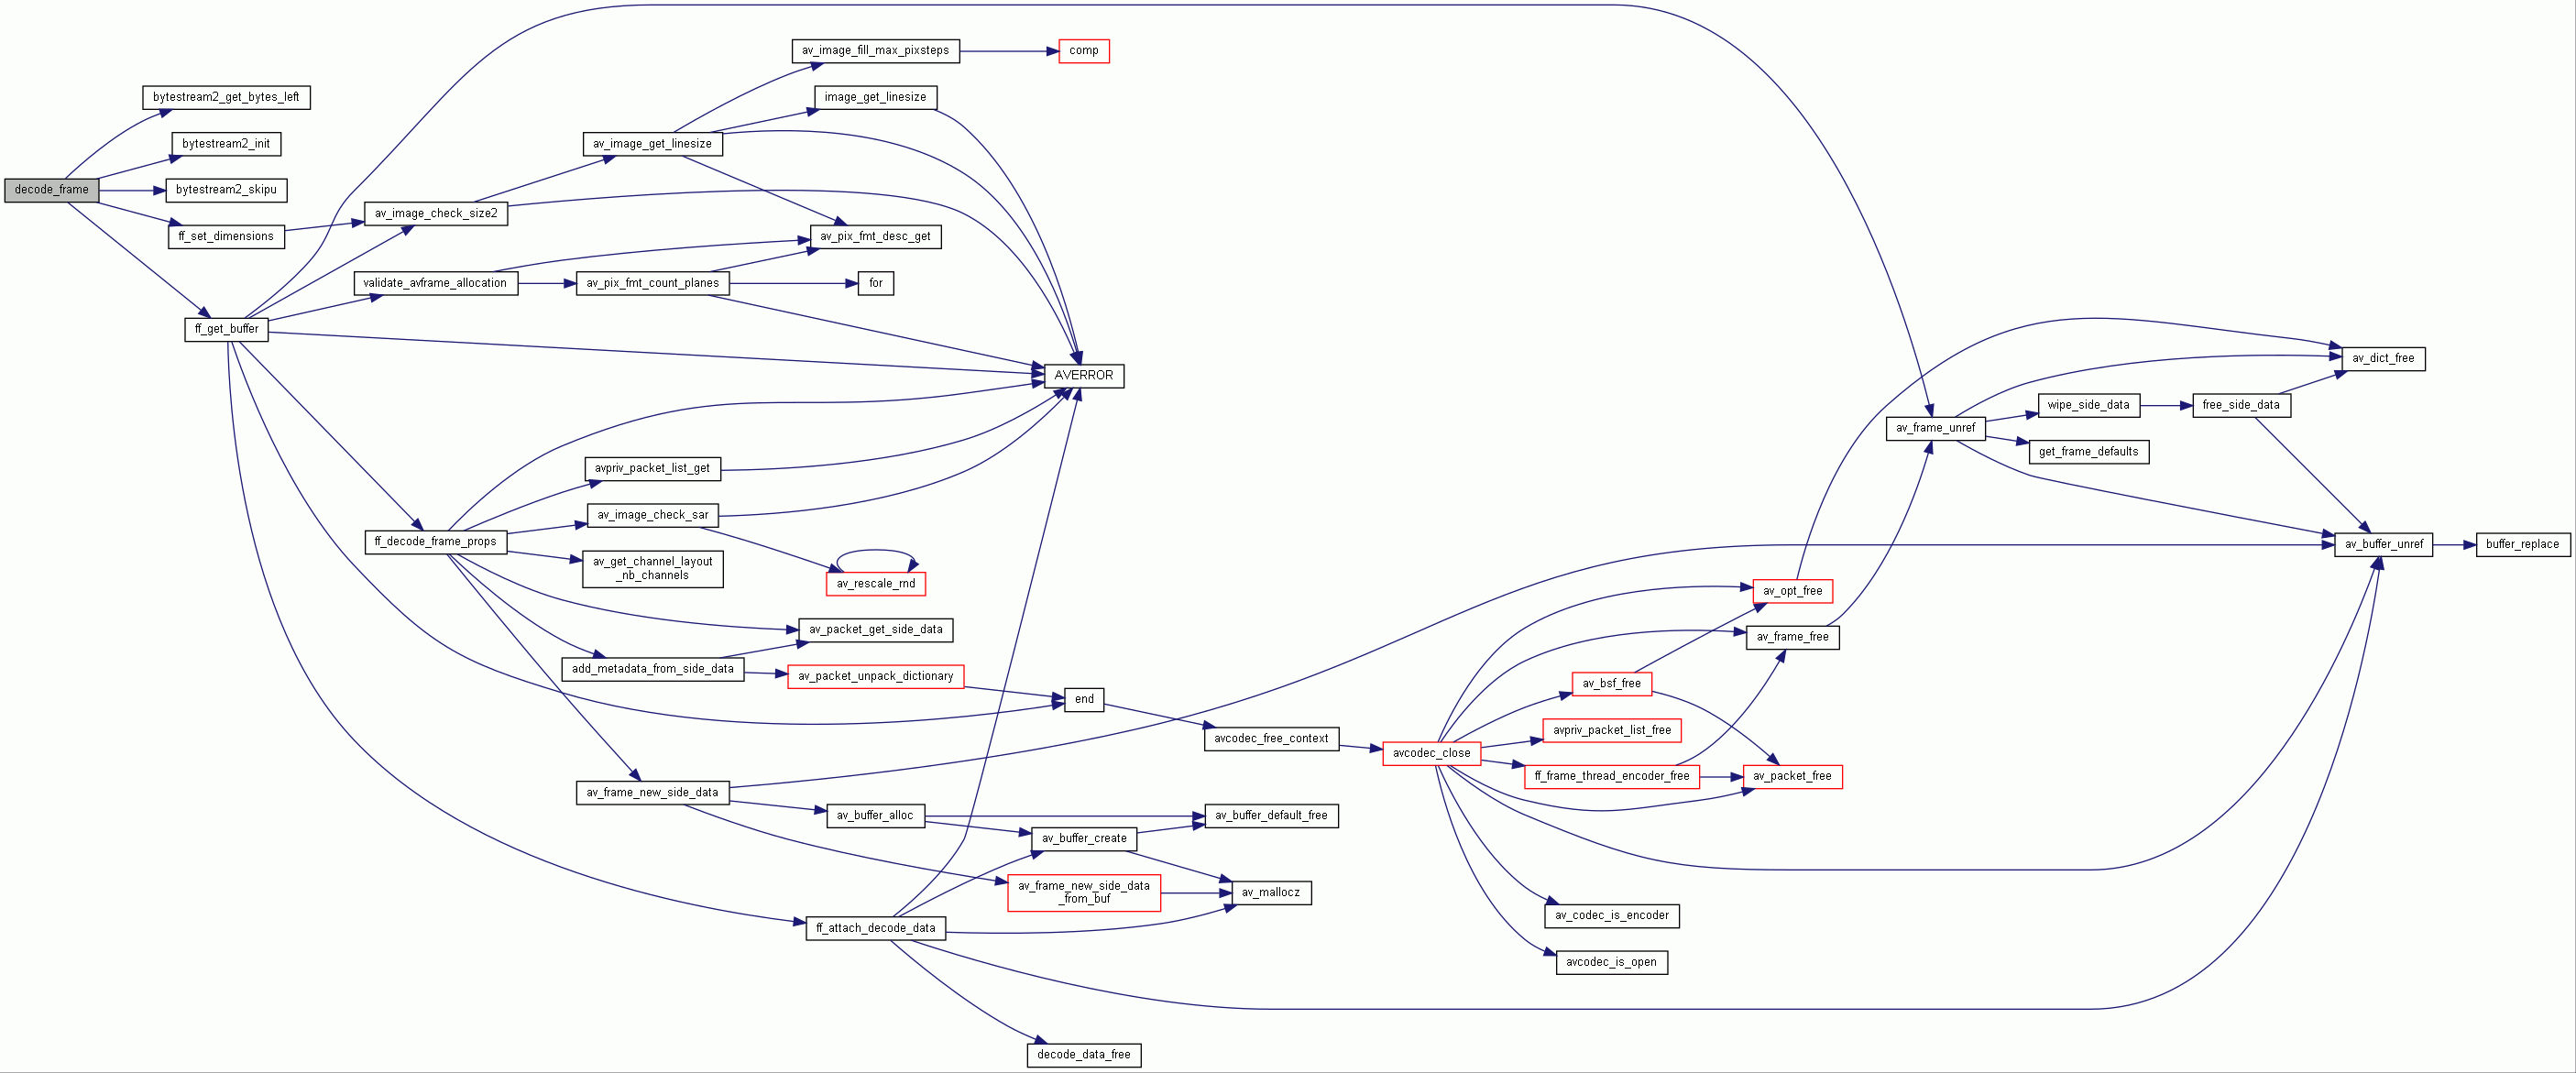 av_image_fill_max_pixsteps
comp
bytestream2_get_bytes_left
image_get_linesize
bytestream2_init
av_image_get_linesize
decode_frame
bytestream2_skipu
av_image_check_size2
ff_set_dimensions
av_pix_fmt_desc_get
validate_avframe_allocation
av_pix_fmt_count_planes
for
ff_get_buffer
av_dict_free
AVERROR
wipe_side_data
free_side_data
av_frame_unref
get_frame_defaults
avpriv_packet_list_get
av_image_check_sar
ff_decode_frame_props
av_buffer_unref
buffer_replace
av_get_channel_layout
_nb_channels
av_rescale_rnd
av_opt_free
av_packet_get_side_data
av_frame_free
add_metadata_from_side_data
av_packet_unpack_dictionary
av_bsf_free
end
avpriv_packet_list_free
avcodec_free_context
avcodec_close
ff_frame_thread_encoder_free
av_packet_free
av_frame_new_side_data
av_buffer_alloc
av_buffer_default_free
av_buffer_create
av_frame_new_side_data
_from_buf
av_mallocz
av_codec_is_encoder
ff_attach_decode_data
avcodec_is_open
decode_data_free